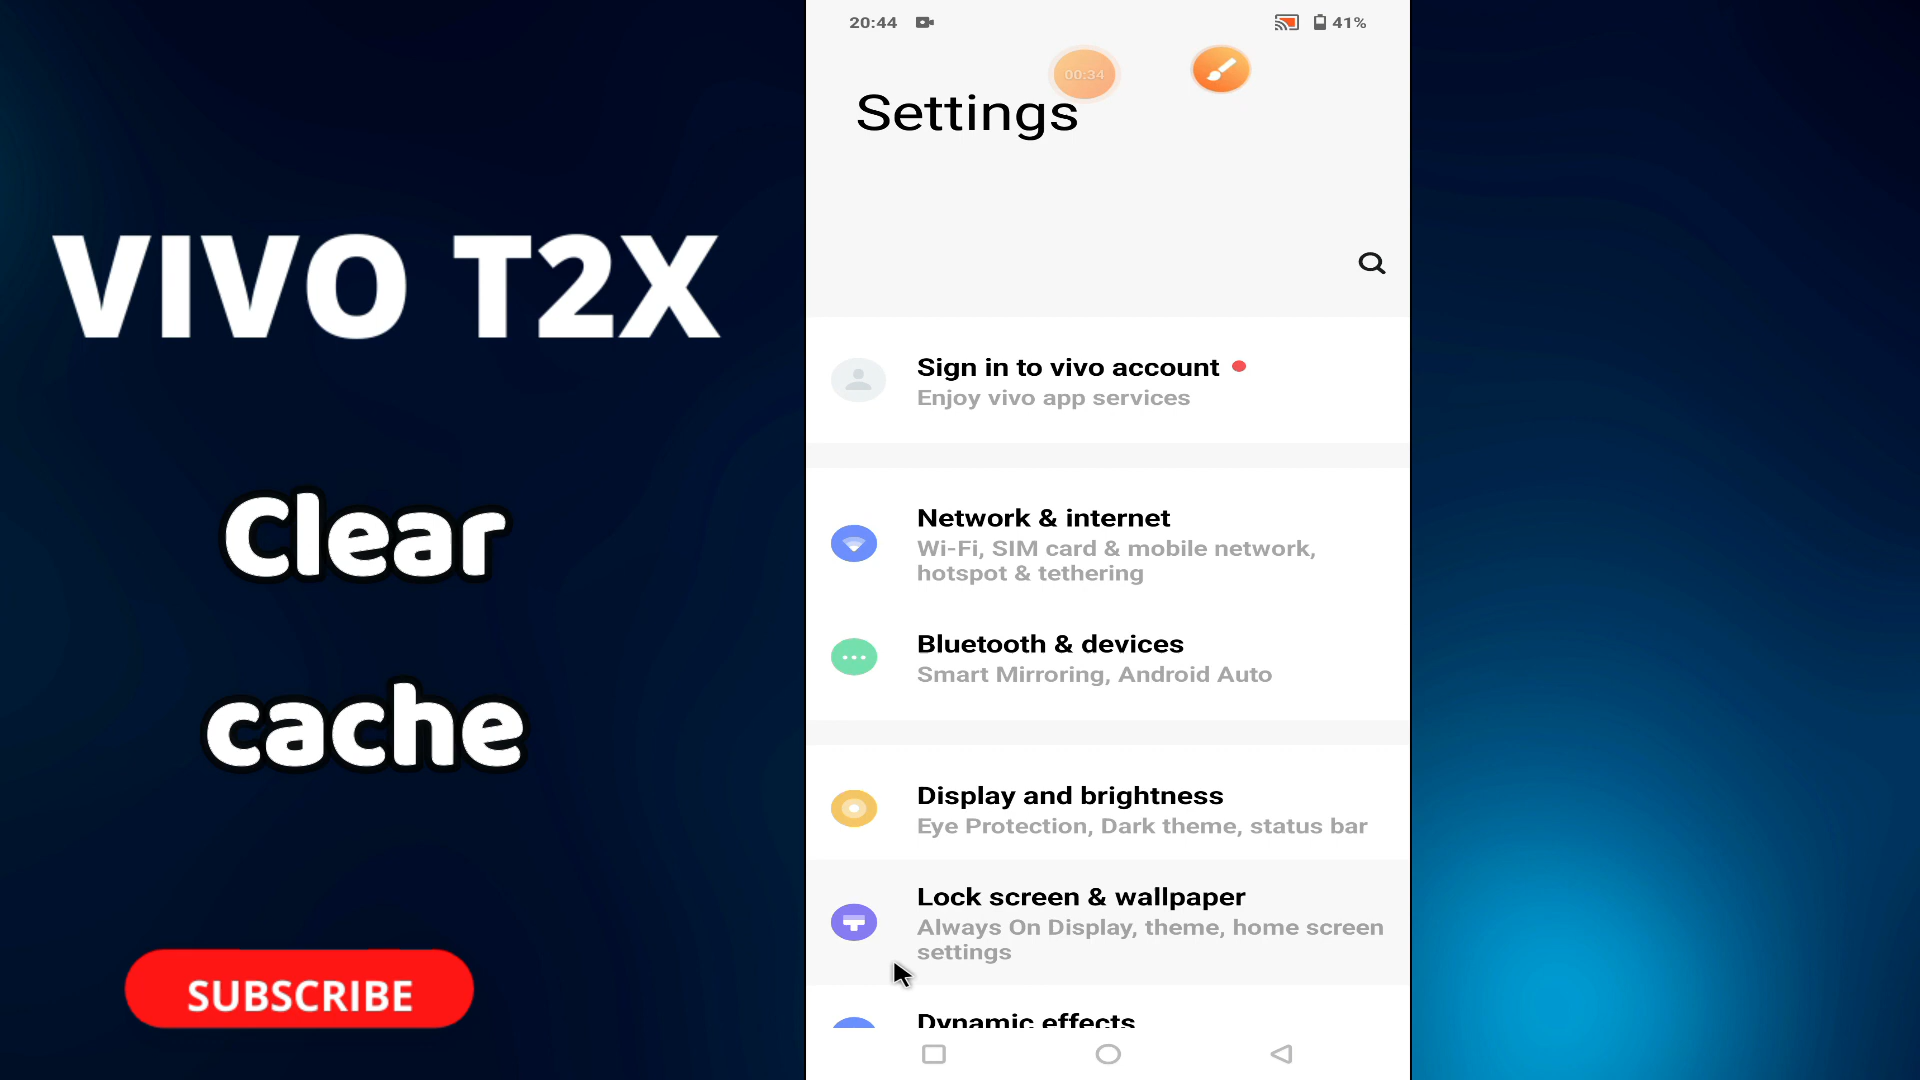 VIVO T2X
Clear
cache
SUBSCRIBE
20:44
41%
00:34
Settings
Sign in to vivo account
Enjoy vivo app services
Network & internet
Wi-Fi, SIM card & mobile network,
hotspot & tethering
Bluetooth & devices
Smart Mirroring, Android Auto
Display and brightness
Eye Protection, Dark theme, status bar
Lock screen & wallpaper
Always On Display, theme, home screen
settings
Dynamic effects